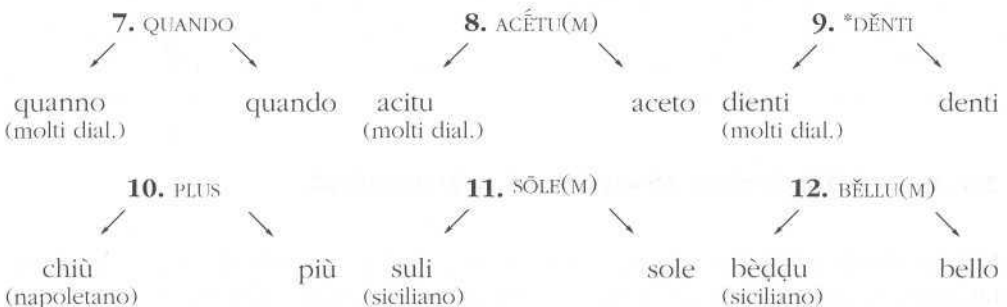 7. QUANDO 8. ACḗTU(M) 9. *DĔNTI
quanno quando acitu aceto dienti denti
(molti dial.) (molti dial.) (molti dial.)
10. PLUS 11. SŌLE(M) 12. BĔLLU(M)
chiù più suli sole bèḍḍu bello
(napoletano) (siciliano) (siciliano)